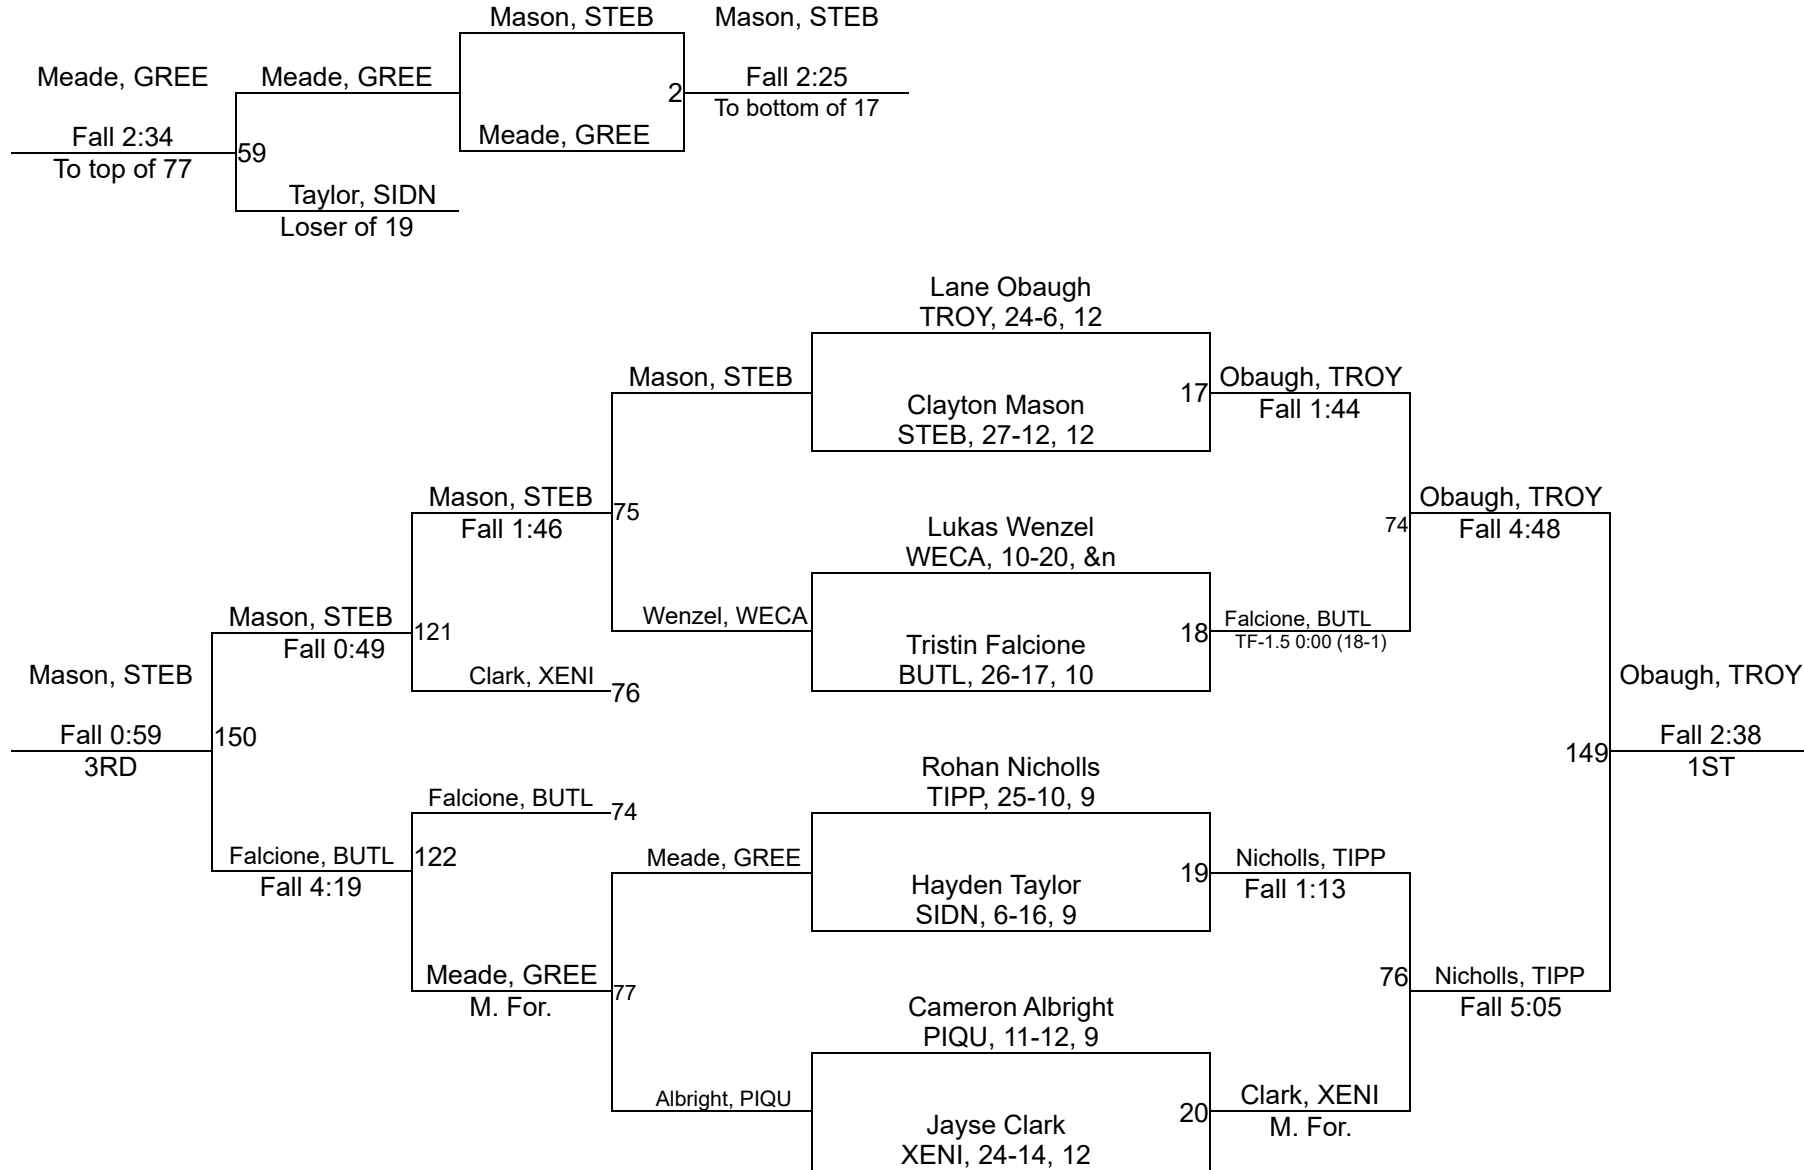 Mason, STEB
Mason, STEB
Meade, GREE
Meade, GREE
Fall 2:25
2
To bottom of 17
Fall 2:34
Meade, GREE
59
To top of 77
Taylor, SIDN
Loser of 19
Lane Obaugh
TROY, 24-6, 12
Mason, STEB
17
Obaugh, TROY
Clayton Mason
Fall 1:44
STEB, 27-12, 12
Mason, STEB
75
Obaugh, TROY
Fall 1:46
Lukas Wenzel
74
Fall 4:48
WECA, 10-20, &n
Mason, STEB
121
Wenzel, WECA
18
Falcione, BUTL
Fall 0:49
Tristin Falcione
TF-1.5 0:00 (18-1)
Mason, STEB
Clark, XENI
76
BUTL, 26-17, 10
Obaugh, TROY
Fall 0:59
150
149
Fall 2:38
3RD
Rohan Nicholls
1ST
Falcione, BUTL
74
TIPP, 25-10, 9
Falcione, BUTL
122
Meade, GREE
19
Nicholls, TIPP
Fall 4:19
Hayden Taylor
Fall 1:13
SIDN, 6-16, 9
Meade, GREE
77
76
Nicholls, TIPP
M. For.
Cameron Albright
Fall 5:05
PIQU, 11-12, 9
Albright, PIQU
20
Clark, XENI
Jayse Clark
M. For.
XENI, 24-14, 12